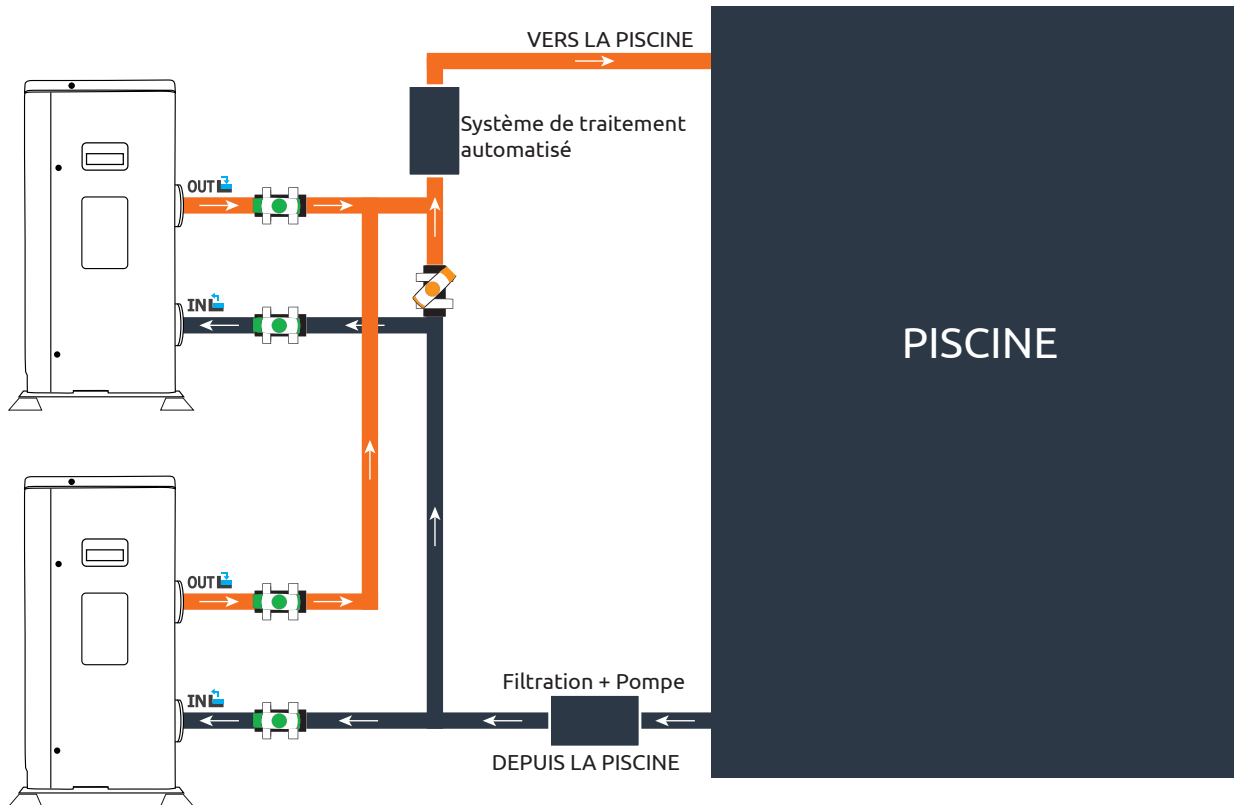 VERS LA PISCINE
Système de traitement
automatisé
OUT
IN
PISCINE
OUT
Filtration + Pompe
IN
DEPUIS LA PISCINE